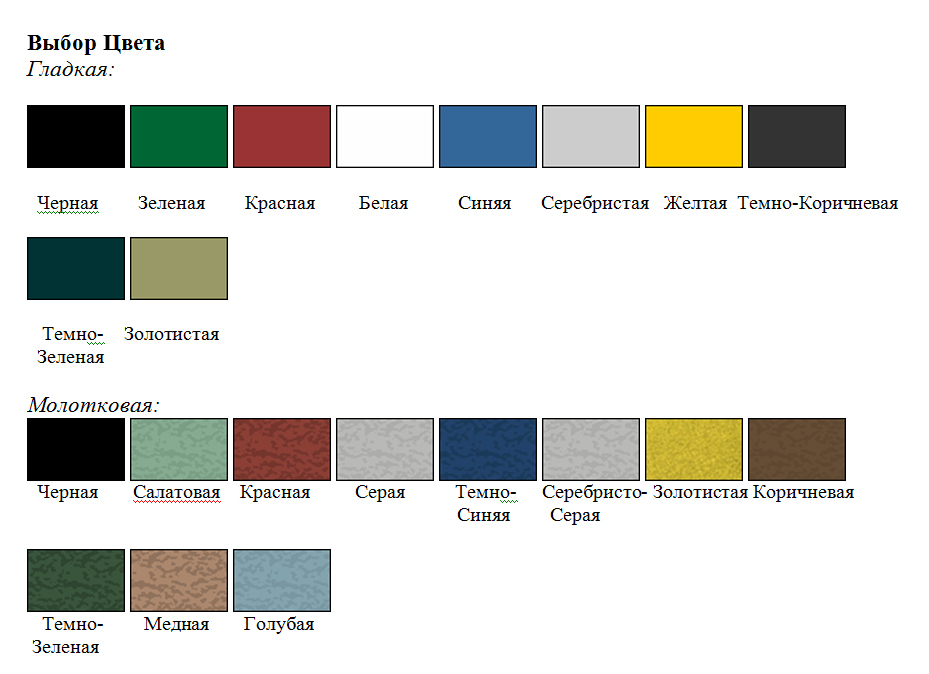 Выбор Цвета
Гладкая:
Черная Зеленая Красная Белая Синяя Серебристая Желтая Темно-Коричневая
Темно- Золотистая
Зеленая
Молотковая:
Черная Салатовая Красная Серая Темно- Серебристо- Золотистая Коричневая
Синяя Серая
Темно- Медная Голубая
Зеленая